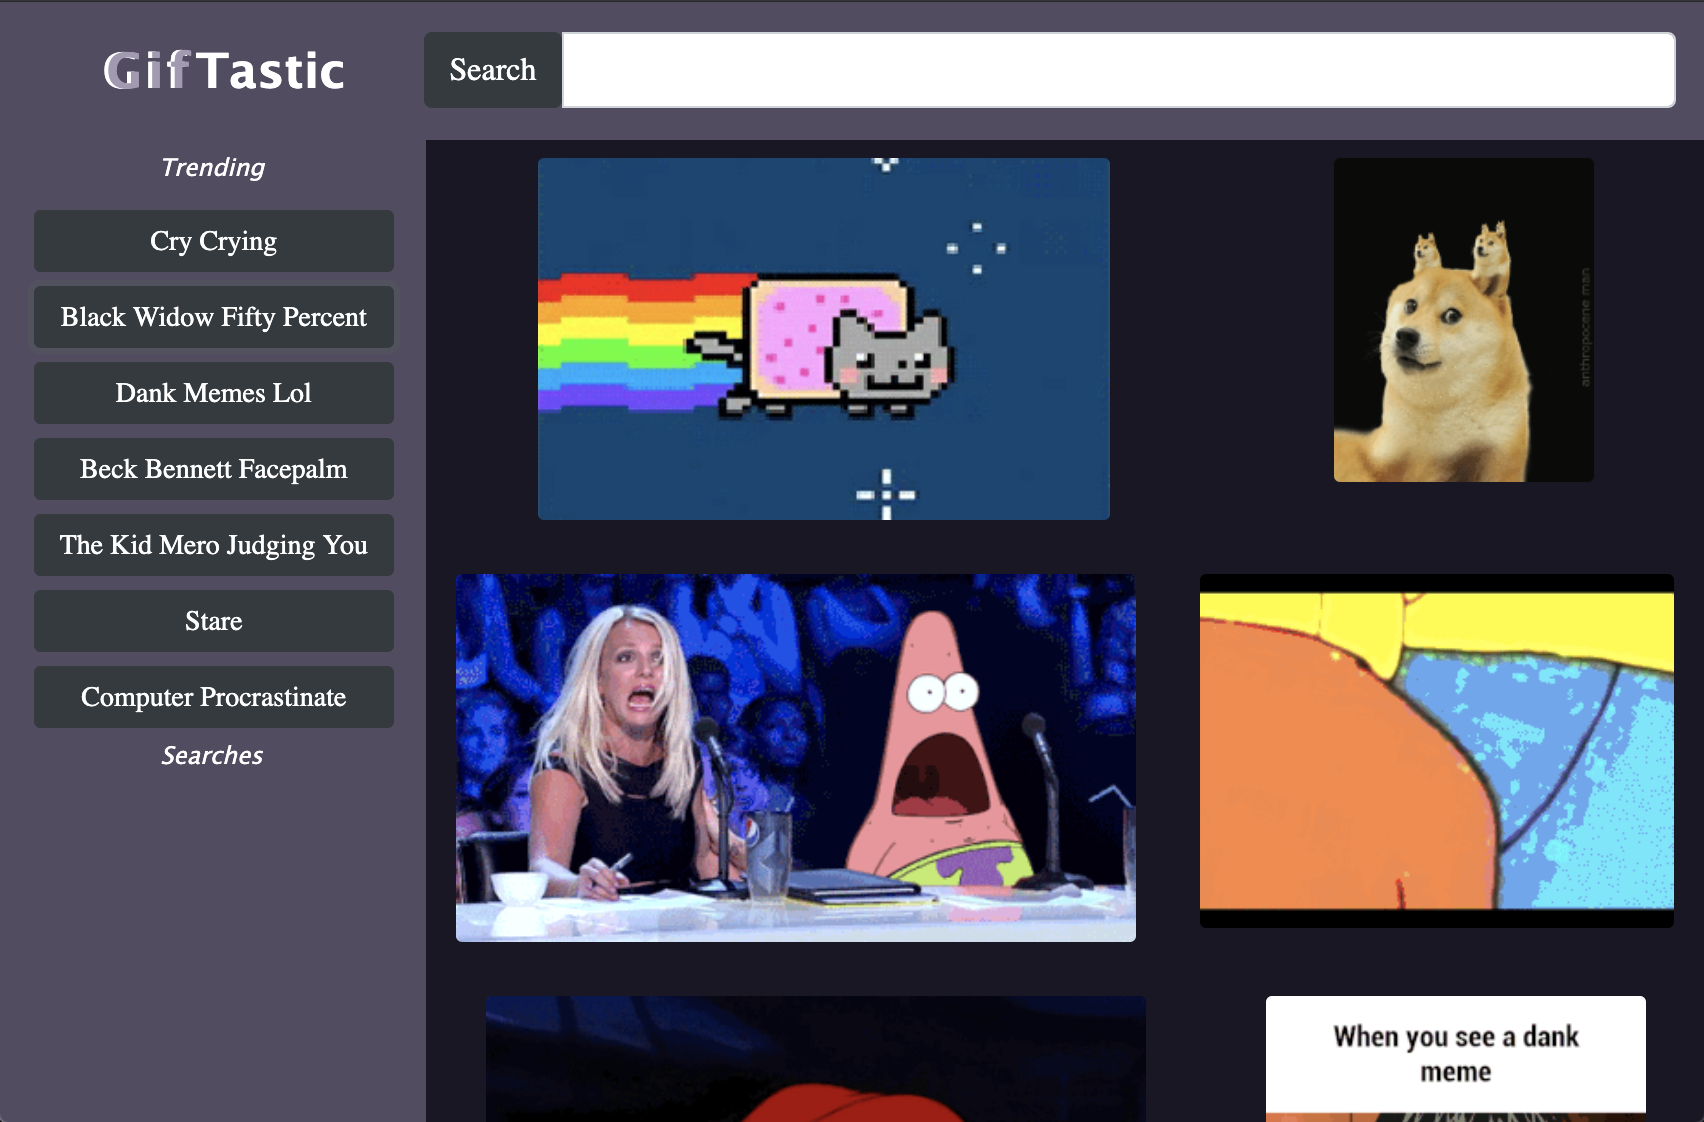 GifTastic
Search
Trending
Cry Crying
Black Widow Fifty Percent
Dank Memes Lol
Beck Bennett Facepalm
The Kid Mero Judging You
Stare
Computer Procrastinate
Searches
anthropocene man
When you see a dank
meme